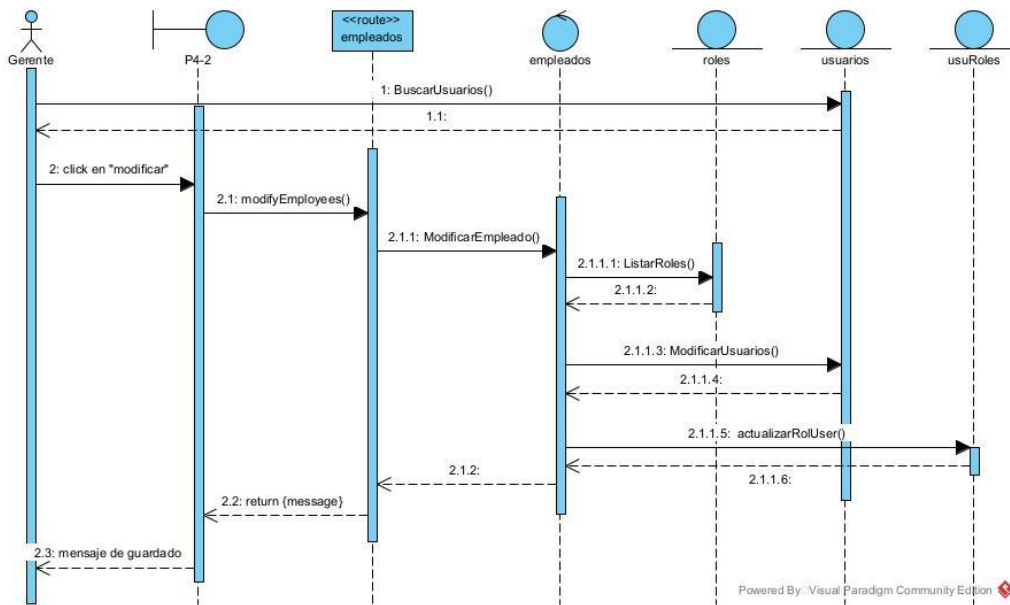 <<route>>
empleados
Gerente
P4-2
empleados
roles
usuarios
usuRoles
1: BuscarUsuarios()
1.1:
2: click en "modificar"
2.1: modifyEmployees()
2.1.1: ModificarEmpleado()
2.1.1.1: ListarRoles()
2.1.1.2:
2.1.1.3: ModificarUsuarios()
2.1.1.4:
2.1.1.5: actualizarRolUser()
2.1.2:
2.1.1.6:
2.2: return {message}
2.3: mensaje de guardado
Powered By Visual Paradigm Community Edition